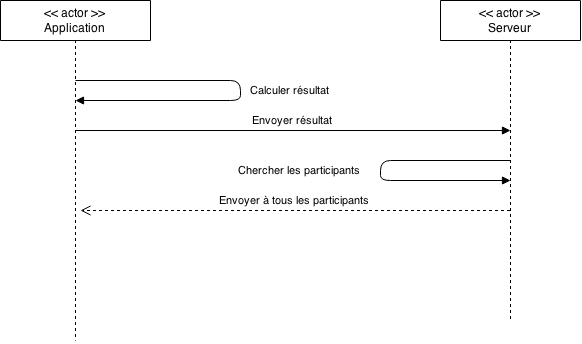 << actor >>
Application
<< actor >>
Serveur
Calculer résultat
Envoyer résultat
Chercher les participants
Envoyer à tous les participants